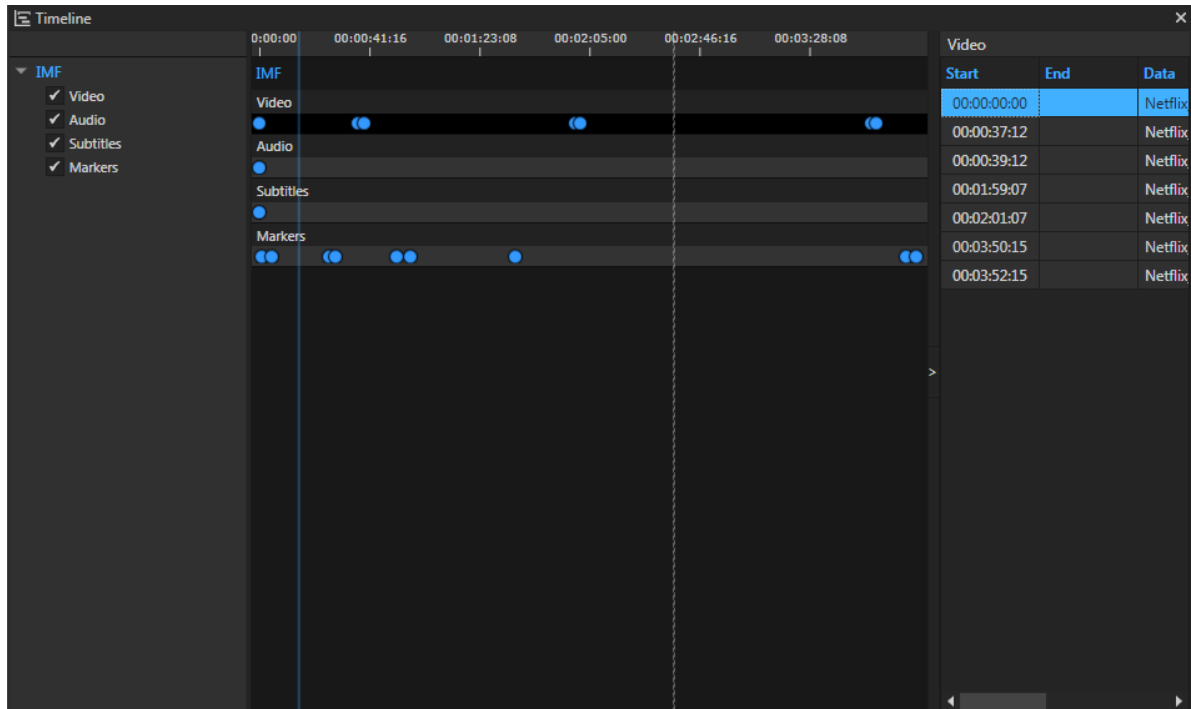 Timeline
0:00:00 00:00:41:16 00:01:23:08 00:02:05:00 00:02:46:16 00:03:28:08
IMF
Video
Audio
Subtitles
Markers
IMF
Video
Audio
Subtitles
Markers
Video
Start End Data
00:00:00:00 Netflix
00:00:37:12 Netflix
00:00:39:12 Netflix
00:01:59:07 Netflix
00:02:01:07 Netflix
00:03:50:15 Netflix
00:03:52:15 Netflix